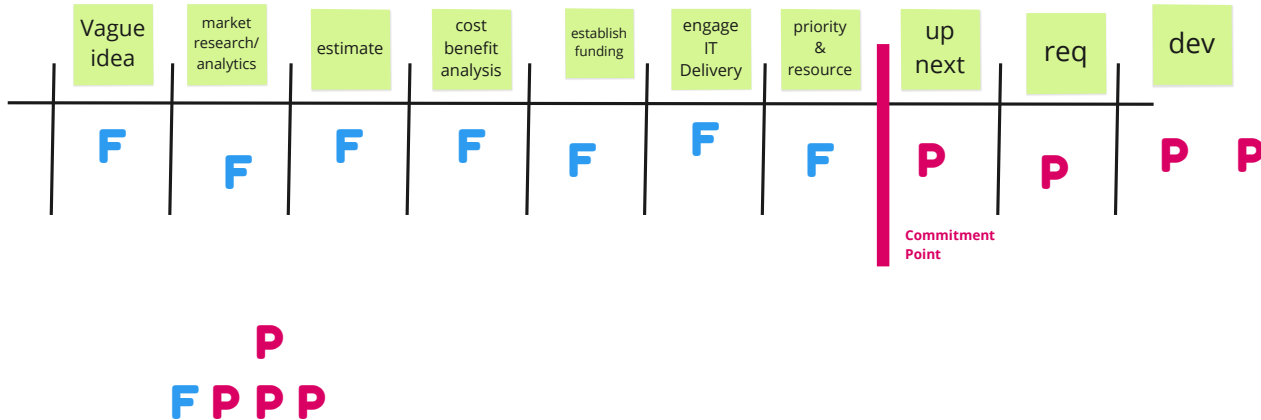 Vague
idea
market
research/
analytics
estimate
cost
benefit
analysis
establish
funding
engage
IT
Delivery
priority
&
resource
up
next
req
dev
F
F
F
F
F
F
F
P
P
P
P
Commitment
Point
P
F P P P